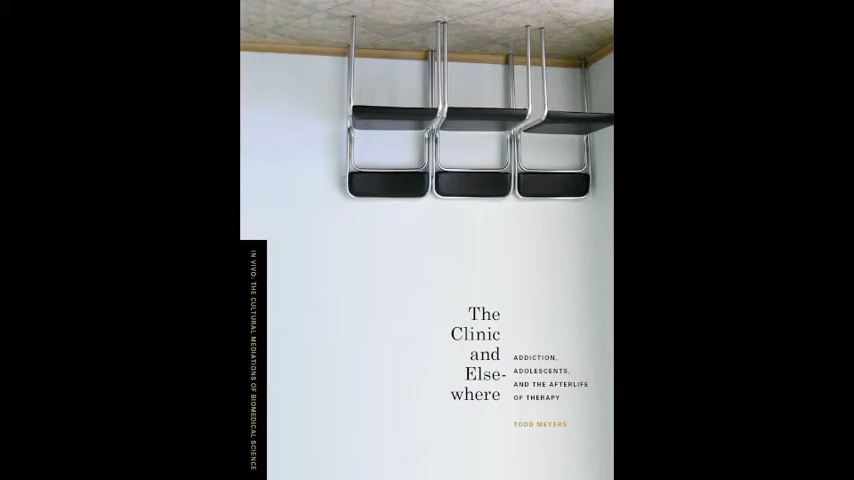 The
Clinic
and
Else-
where
ADDICTION,
ADOLESCENTS,
AND THE AFTERLIFE
OF THERAPY
TODD MEYERS
IN VIVO: THE CULTURAL MEDIATIONS OF BIOMEDICAL SCIENCE